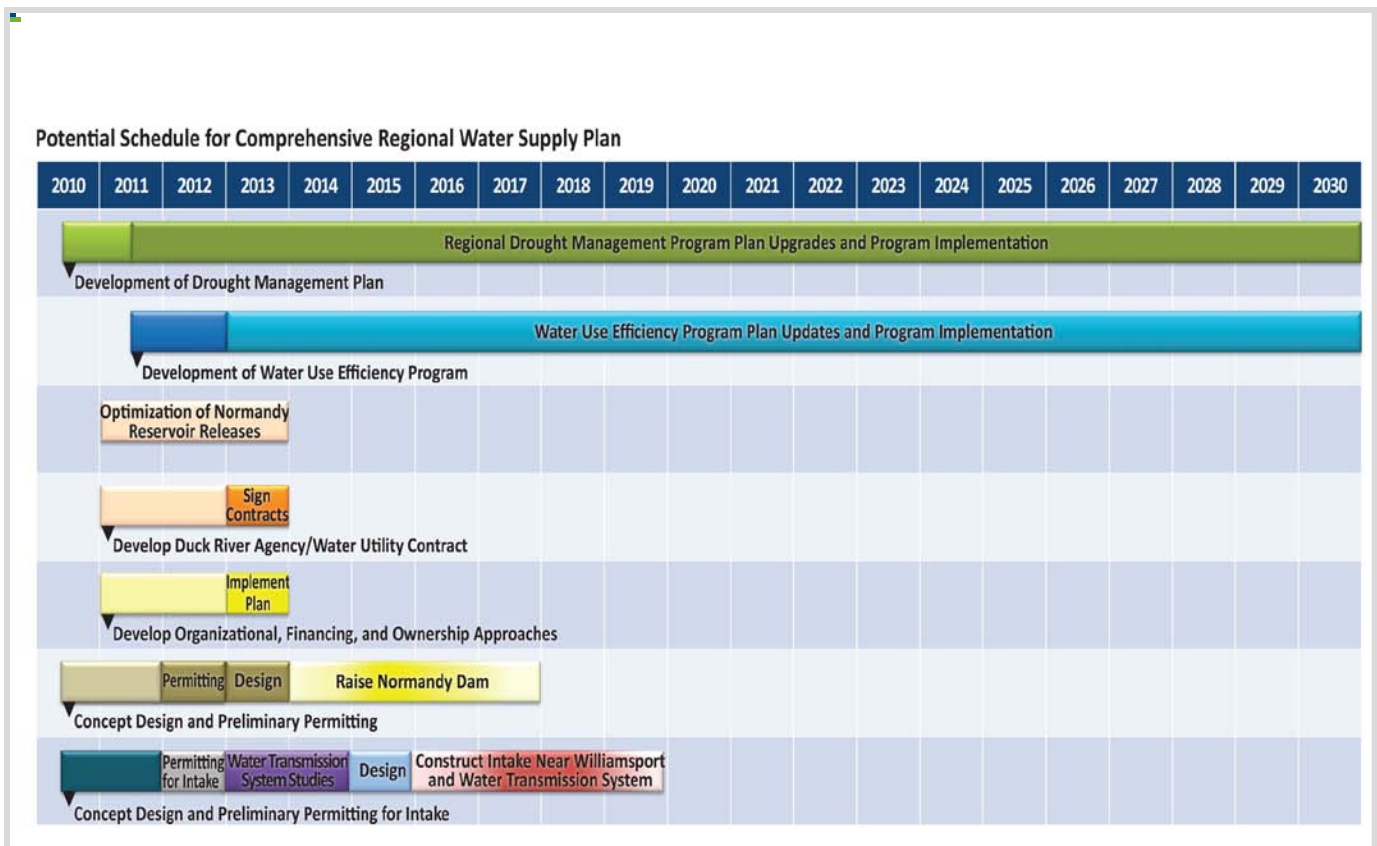 Potential Schedule for Comprehensive Regional Water Supply Plan
2010 2011 2012 2013 2014 2015 2016 2017 2018 2019 2020 2021 2022 2023 2024 2025 2026 2027 2028 2029 2030
Regional Drought Management Program Plan Upgrades and Program Implementation
Development of Drought Management Plan
Water Use Efficiency Program Plan Updates and Program Implementation
Development of Water Use Efficiency Program
Optimization of Normandy
Reservoir Releases
Sign
Contracts
Develop Duck River Agency/Water Utility Contract
Implement
Plan
Develop Organizational, Financing, and Ownership Approaches
Permitting
Design
Raise Normandy Dam
Concept Design and Preliminary Permitting
Permitting
for Intake
Water Transmission
System Studies
Design
Construct Intake Near Williamsport
and Water Transmission System
Concept Design and Preliminary Permitting for Intake